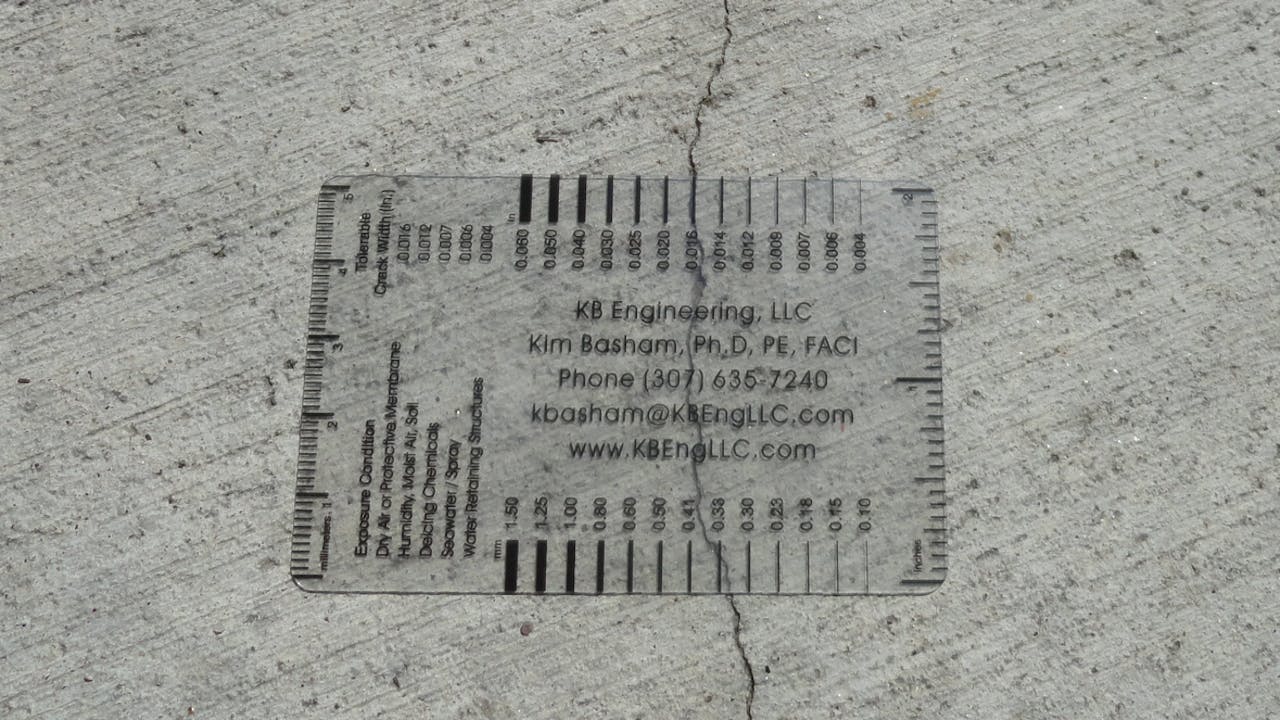 in
0.060 0.050 0.040 0.030 0.025 0.020 0.016 0.014 0.012 0.009 0.007 0.006 0.004
KB Engineering, LLC
Kim Basham, Ph.D, PE, FACI
Phone (307) 635-7240
kbasham@KBEngLLC.com
www.KBEngLLC.com
1.50 1.25 1.00 0.80 0.60 0.50 0.41 0.33 0.30 0.23 0.18 0.15 0.10
mm
Tolerable
Exposure Condition Crack Width (in.)
Dry Air or Protective Membrane 0.016
Humidity, Moist Air, Soil 0.012
Deicing Chemicals 0.007
Seawater / Spray 0.006
Water Retaining Structures 0.004
millimeters 1 2 3 4 5
inches 1 2